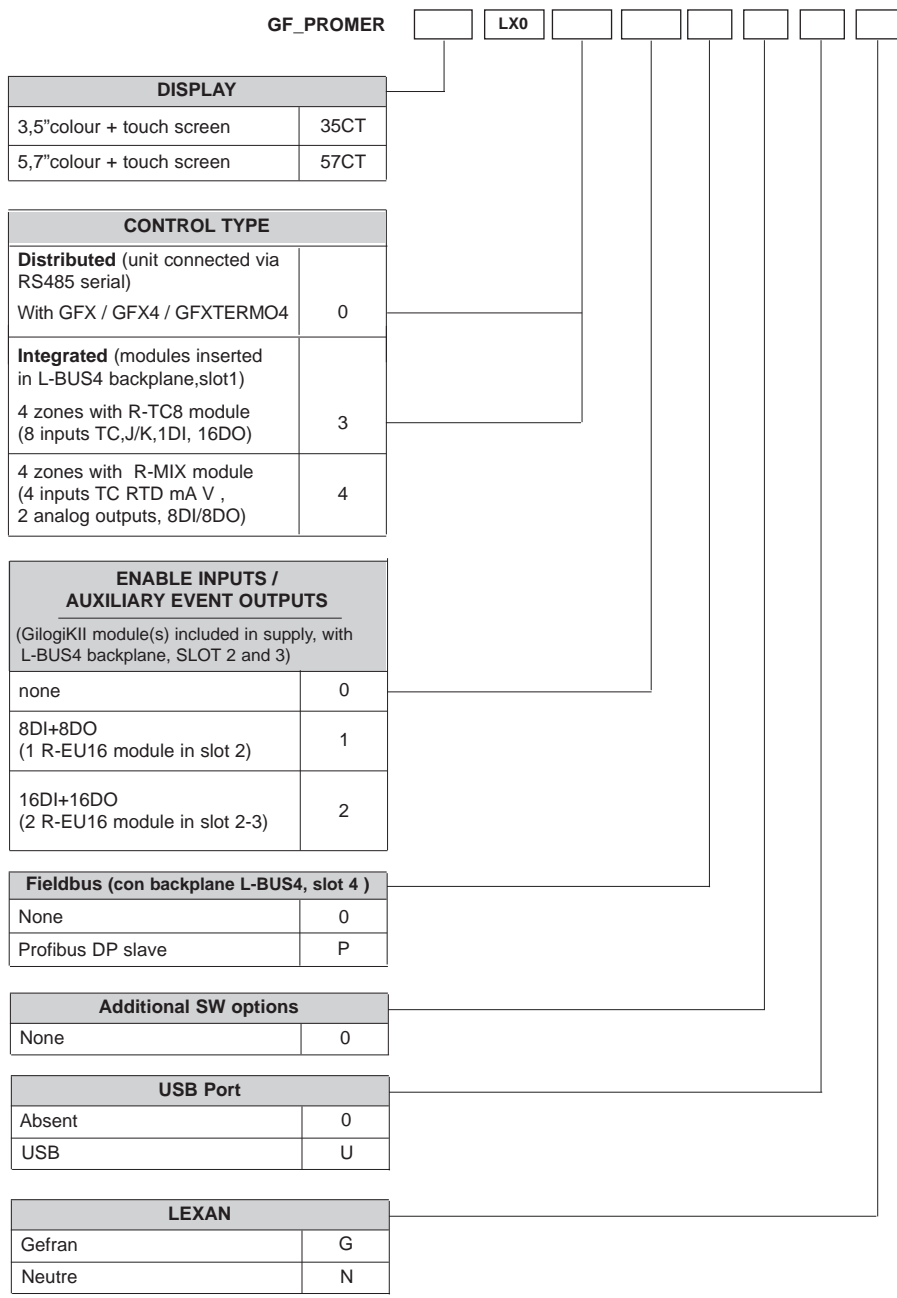 GF_PROMER LX0
DISPLAY
3,5”colour + touch screen 35CT
5,7”colour + touch screen 57CT
CONTROL TYPE
Distributed (unit connected via
RS485 serial)
With GFX / GFX4 / GFXTERMO4 0
Integrated (modules inserted
in L-BUS4 backplane,slot1)
4 zones with R-TC8 module
(8 inputs TC,J/K,1DI, 16DO) 3
4 zones with R-MIX module
(4 inputs TC RTD mA V ,
2 analog outputs, 8DI/8DO) 4
ENABLE INPUTS /
AUXILIARY EVENT OUTPUTS
(GilogiKII module(s) included in supply, with
L-BUS4 backplane, SLOT 2 and 3)
none 0
8DI+8DO
(1 R-EU16 module in slot 2) 1
16DI+16DO
(2 R-EU16 module in slot 2-3) 2
Fieldbus (con backplane L-BUS4, slot 4 )
None 0
Profibus DP slave P
Additional SW options
None 0
USB Port
Absent 0
USB U
LEXAN
Gefran G
Neutre N